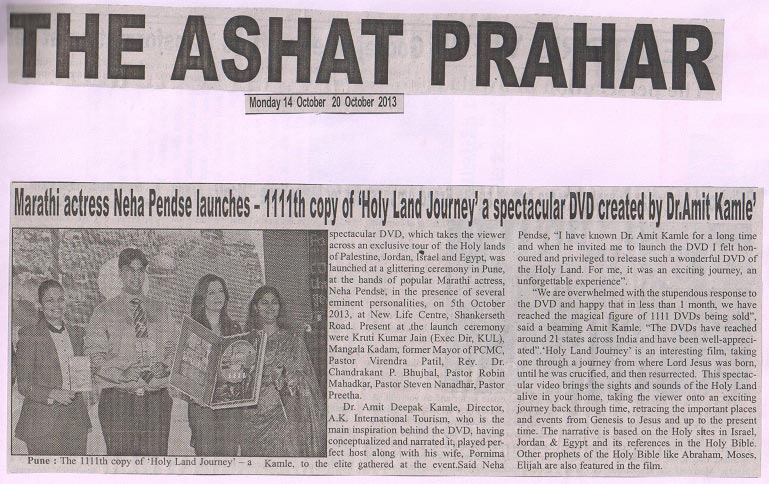 THE ASHAT PRAHAR
Monday 14 October 20 October 2013
Marathi actress Neha Pendse launches – 1111th copy of ‘Holy Land Journey’ a spectacular DVD created by Dr.Amit Kamle’
Pune : The 1111th copy of ‘Holy Land Journey’ – a
spectacular DVD, which takes the viewer
across an exclusive tour of the Holy lands
of Palestine, Jordan, Israel and Egypt, was
launched at a glittering ceremony in Pune,
at the hands of popular Marathi actress,
Neha Pendse, in the presence of several
eminent personalities, on 5th October
2013, at New Life Centre, Shankerseth
Road. Present at the launch ceremony
were Kruti Kumar Jain (Exec Dir, KUL),
Mangala Kadam, former Mayor of PCMC,
Pastor Virendra Patil, Rev. Dr.
Chandrakant P Bhujbal, Pastor Robin
Mahadkar, Pastor Steven Nanadhar, Pastor
Preetha.
Dr. Amit Deepak Kamle, Director,
A.K. International Tourism, who is the
main inspiration behind the DVD, having
conceptualized and narrated it, played per-
fect host along with his wife, Pornima
Kamle, to the elite gathered at the event.Said Neha
Pendse, “I have known Dr. Amit Kamle for a long time
and when he invited me to launch the DVD I felt hon-
oured and privileged to release such a wonderful DVD of
the Holy Land. For me, it was an exciting journey, an
unforgettable experience”.
“We are overwhelmed with the stupendous response to
the DVD and happy that in less than 1 month, we have
reached the magical figure of 1111 DVDs being sold”,
said a beaming Amit Kamle. “The DVDs have reached
around 21 states across India and have been well-appreci-
ated”.‘Holy Land Journey’ is an interesting film, taking
one through a journey from where Lord Jesus was born,
until he was crucified, and then resurrected. This spectac-
ular video brings the sights and sounds of the Holy Land
alive in your home, taking the viewer onto an exciting
journey back through time, retracing the important places
and events from Genesis to Jesus and up to the present
time. The narrative is based on the Holy sites in Israel,
Jordan & Egypt and its references in the Holy Bible.
Other prophets of the Holy Bible like Abraham, Moses,
Elijah are also featured in the film.